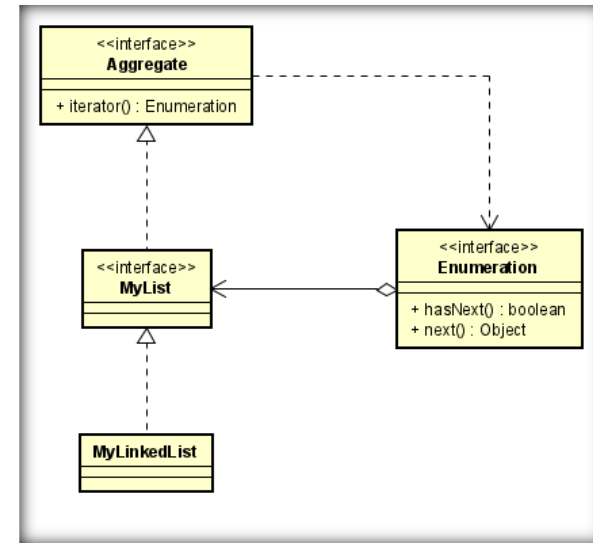 <<interface>>
Aggregate
+ iterator() : Enumeration
<<interface>>
MyList
<<interface>>
Enumeration
+ hasNext() : boolean
+ next() : Object
MyLinkedList